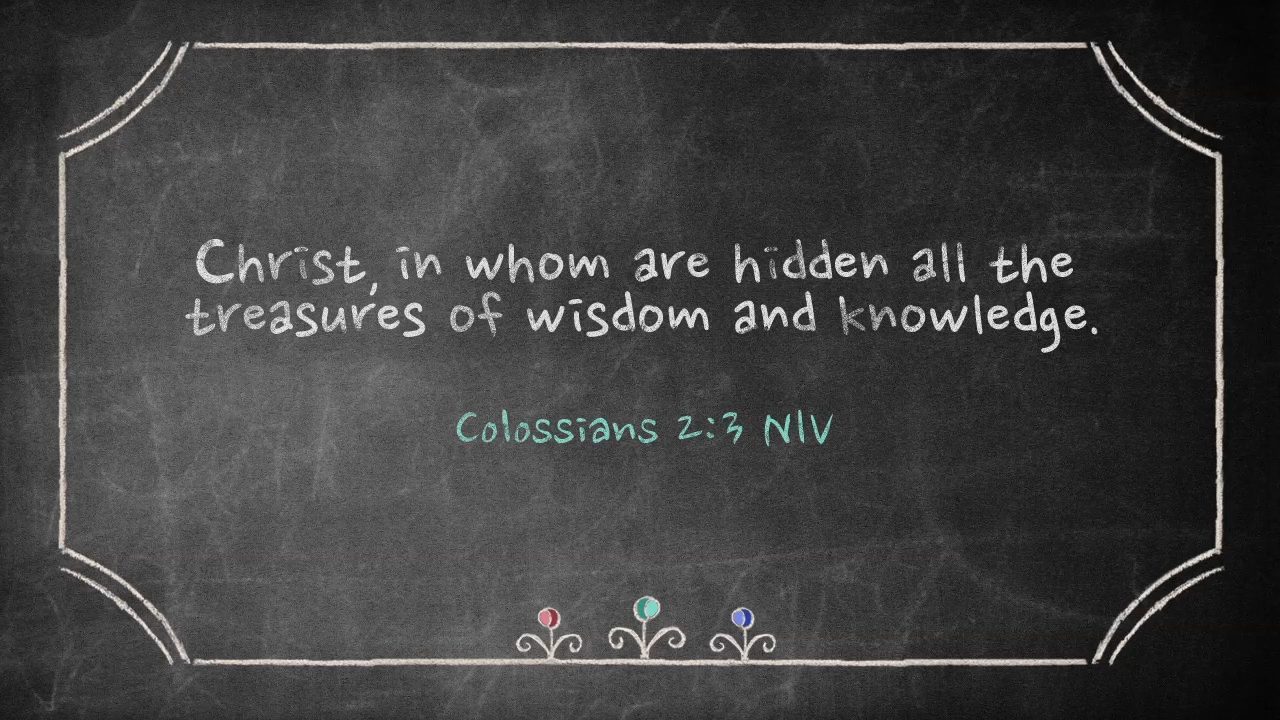 Christ, in whom are hidden all the
treasures of wisdom and knowledge.
Colossians 2:3 NIV